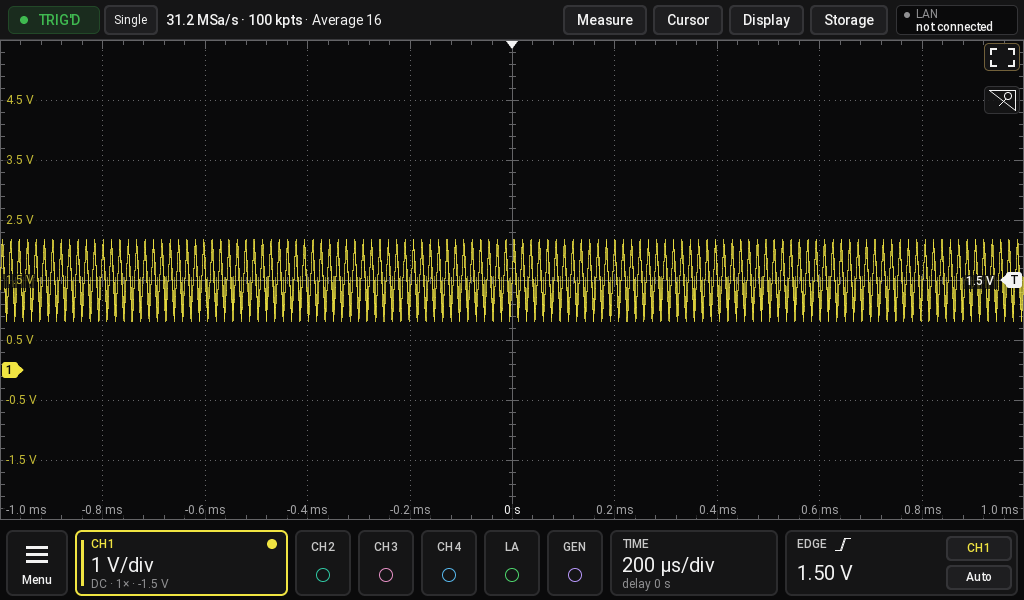 TRIG'D
Single
31.2 MSa/s · 100 kpts · Average 16
Measure
Cursor
Display
Storage
LAN
not connected
4.5 V
3.5 V
2.5 V
1.5 V
1.5 V
T
0.5 V
1
-0.5 V
-1.5 V
-1.0 ms
-0.8 ms
-0.6 ms
-0.4 ms
-0.2 ms
0 s
0.2 ms
0.4 ms
0.6 ms
0.8 ms
1.0 ms
Menu
CH1
1 V/div
DC · 1× · -1.5 V
CH2
CH3
CH4
LA
GEN
TIME
200 µs/div
delay 0 s
EDGE
1.50 V
CH1
Auto